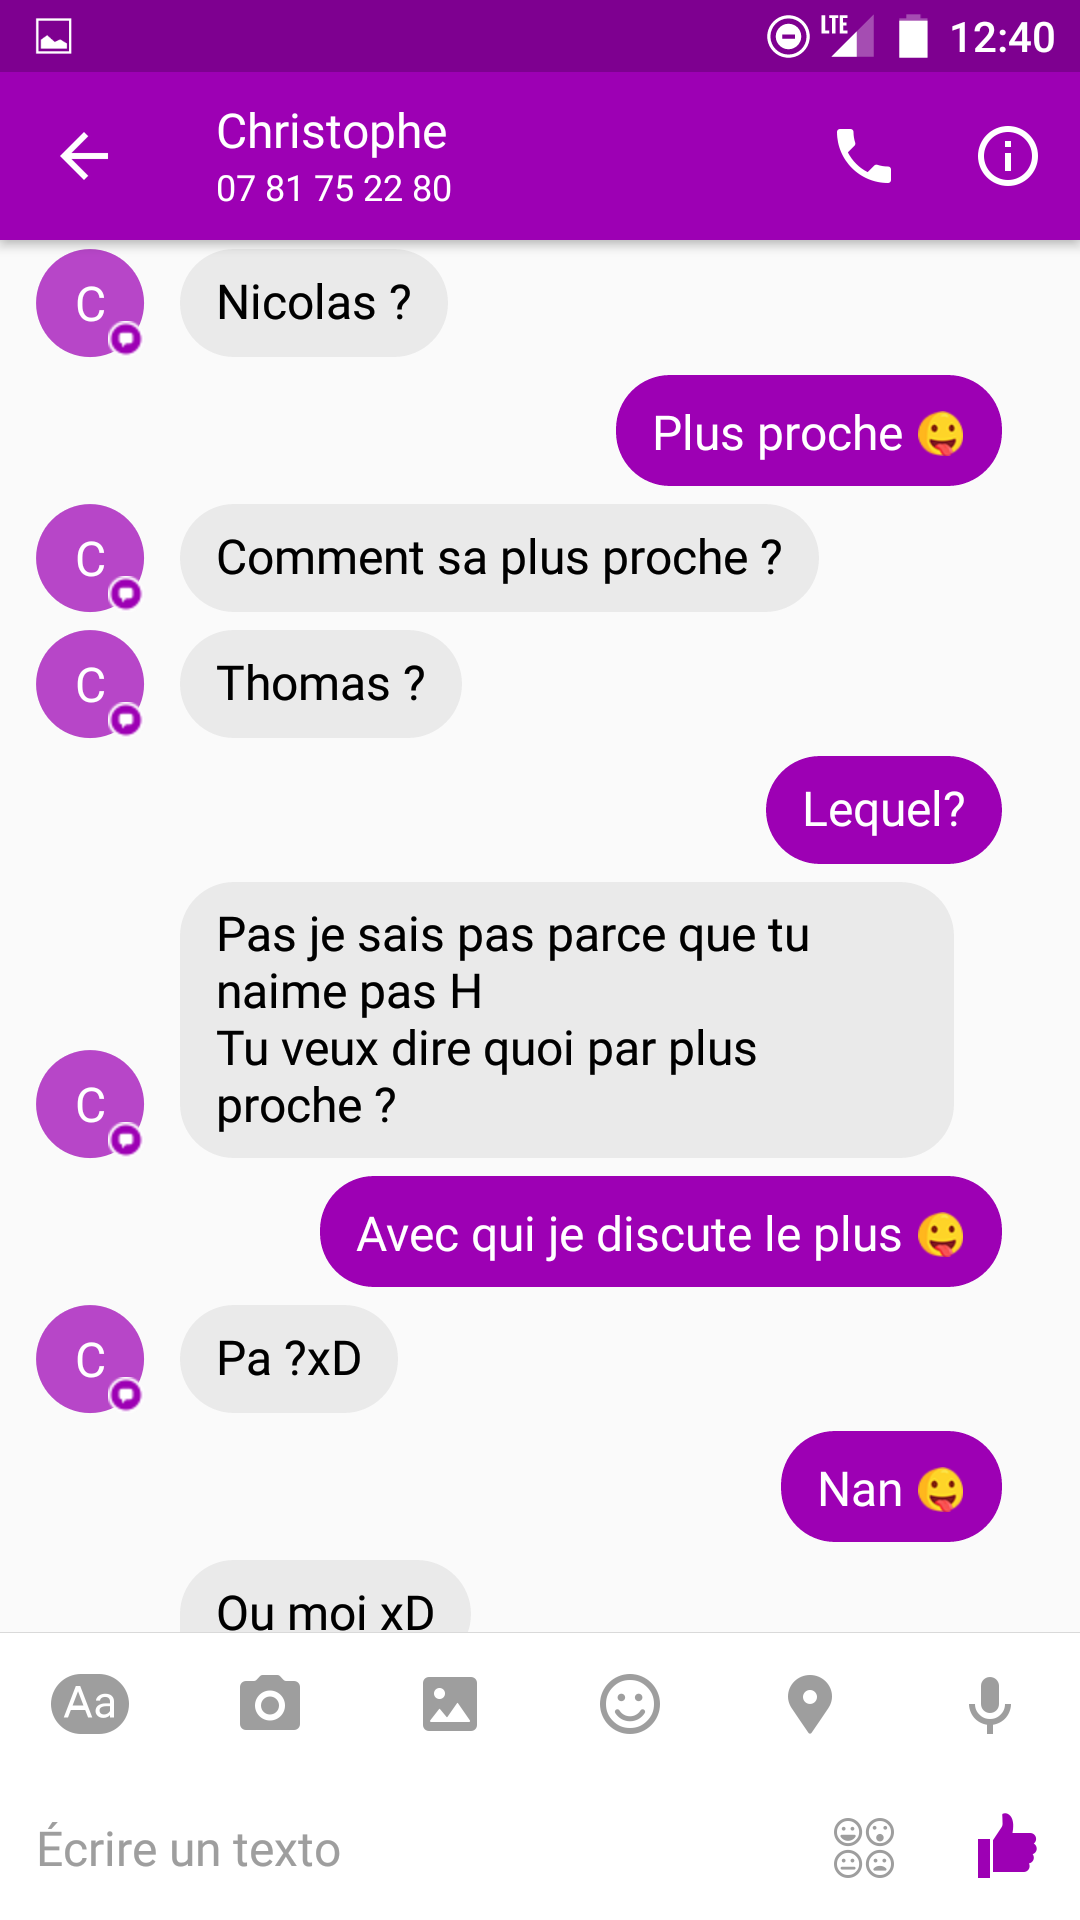 LTE 12:40
Christophe
07 81 75 22 80
C
Nicolas ?
Plus proche 😛
C
Comment sa plus proche ?
C
Thomas ?
Lequel?
Pas je sais pas parce que tu
naime pas H
Tu veux dire quoi par plus
proche ?
C
Avec qui je discute le plus 😛
C
Pa ?xD
Nan 😛
Ou moi xD
Aa
Écrire un texto